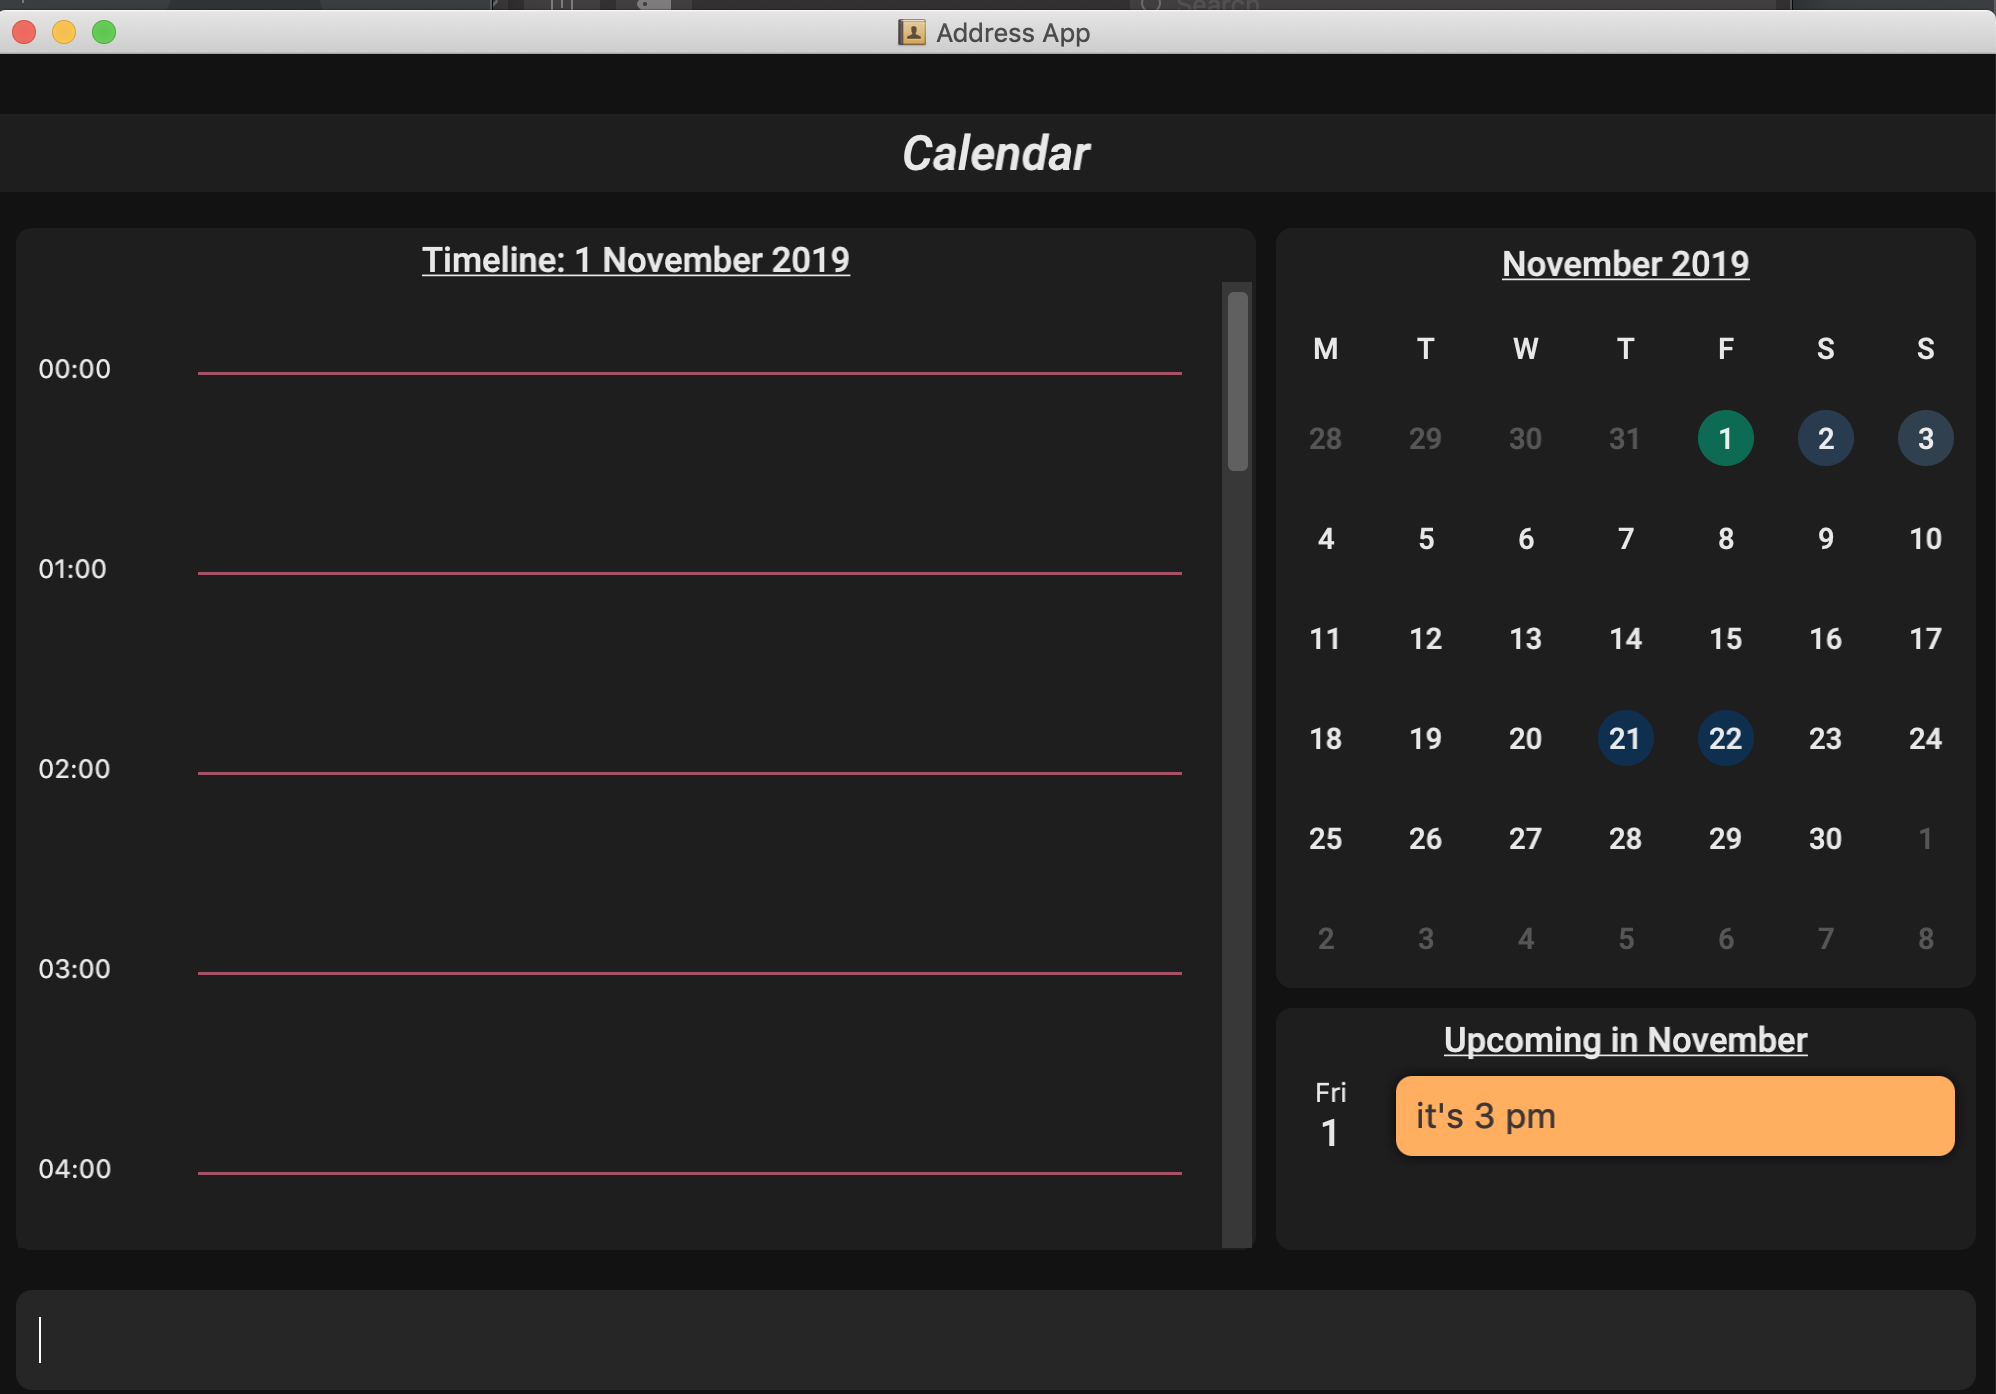 Search
Address App
Calendar
Timeline: 1 November 2019
00:00
01:00
02:00
03:00
04:00
November 2019
M T W T F S S
28 29 30 31 1 2 3
4 5 6 7 8 9 10
11 12 13 14 15 16 17
18 19 20 21 22 23 24
25 26 27 28 29 30 1
2 3 4 5 6 7 8
Upcoming in November
Fri
1
it's 3 pm